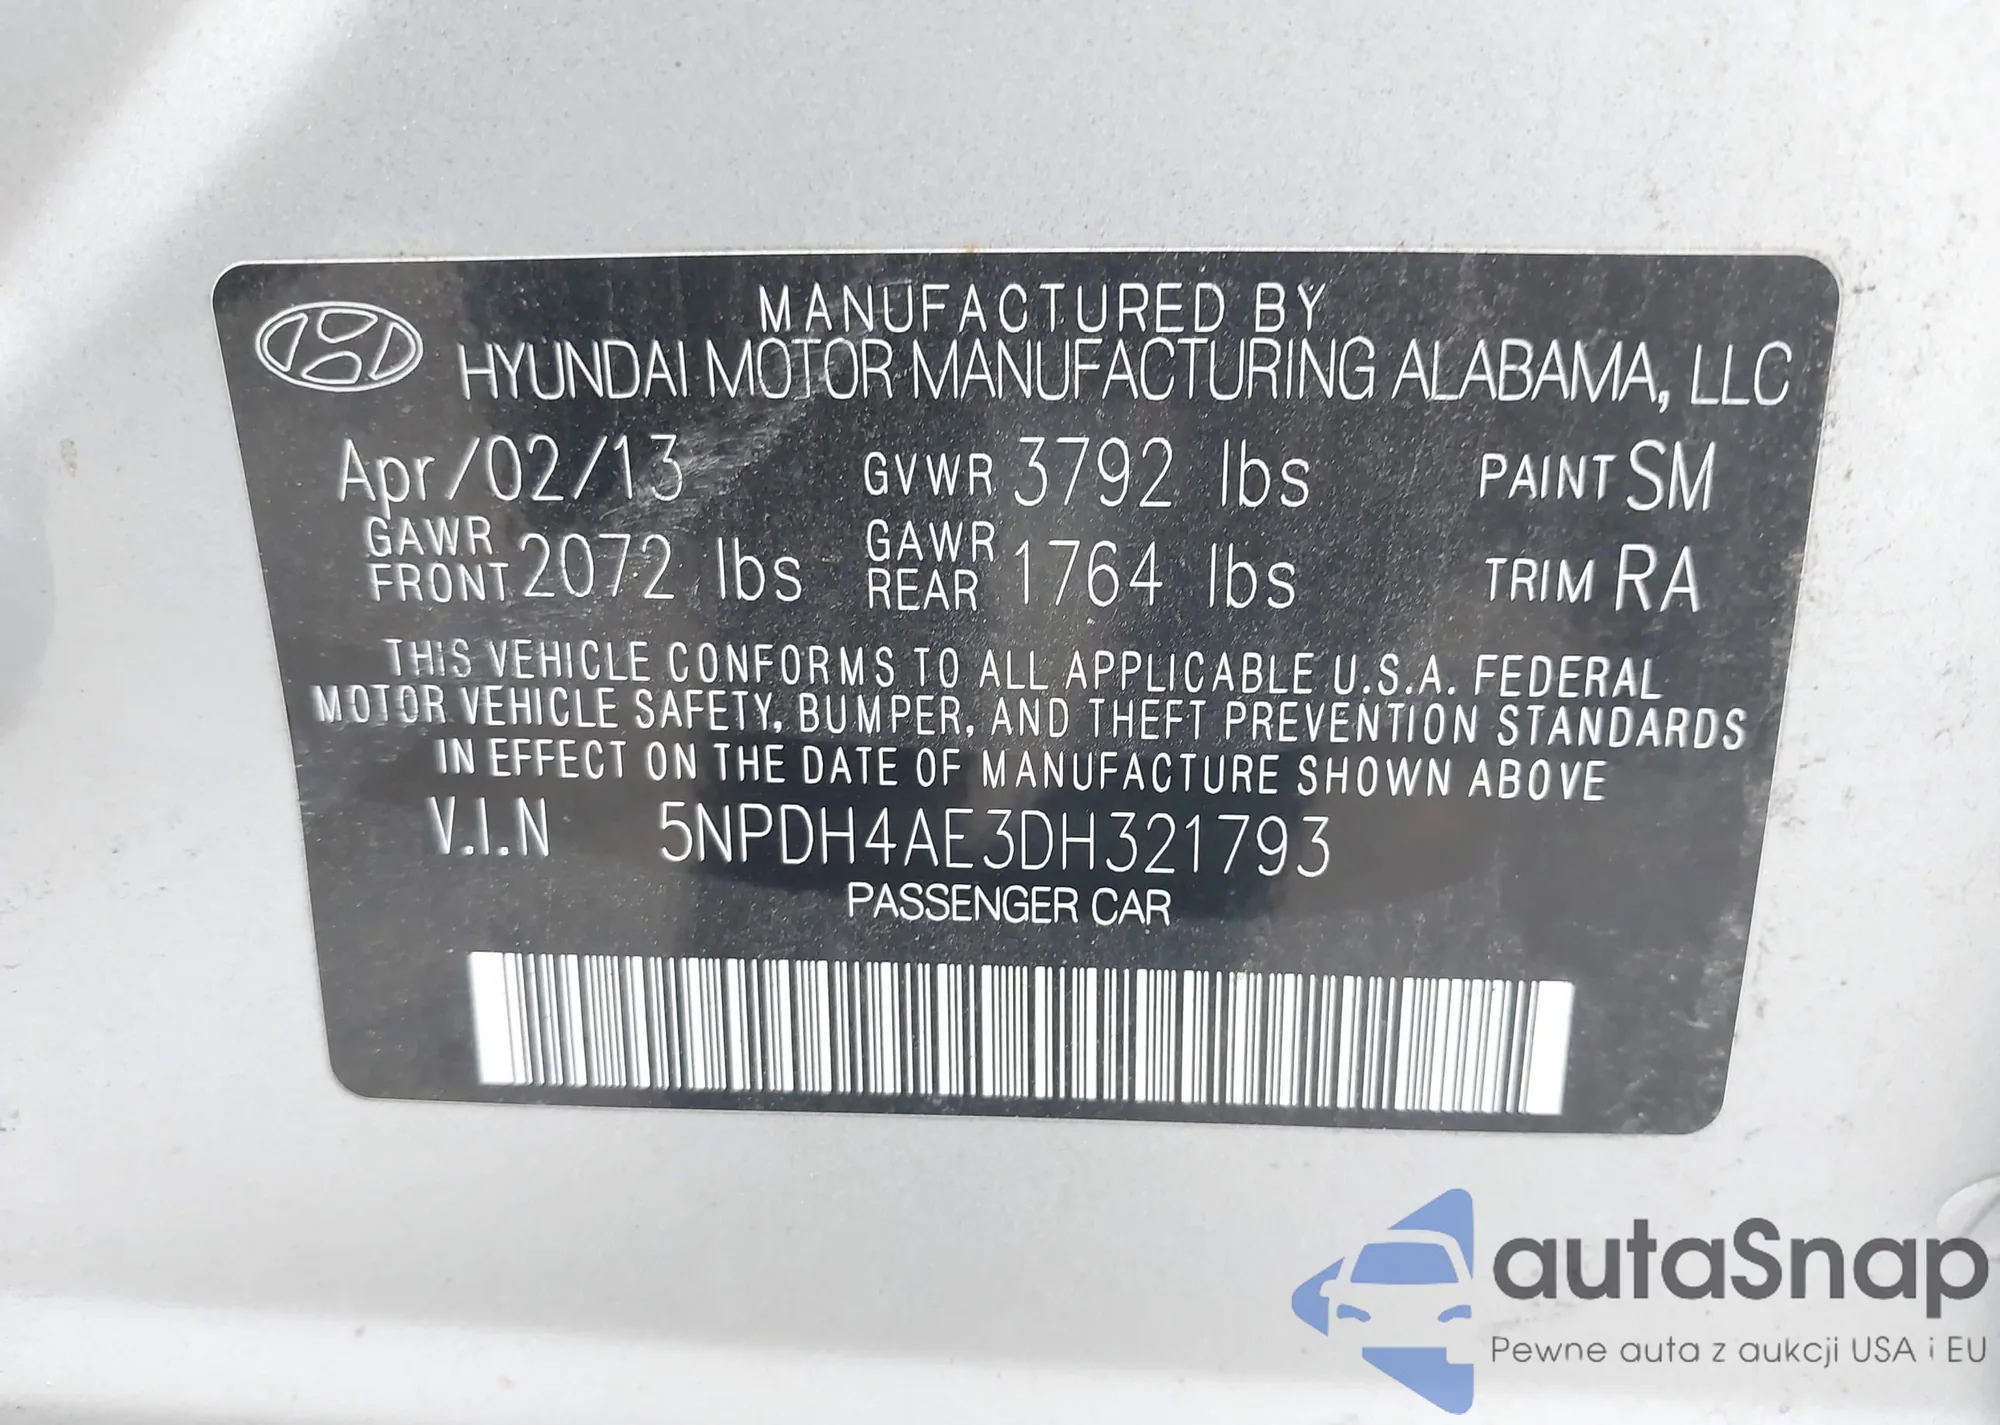 MANUFACTURED BY
HYUNDAI MOTOR MANUFACTURING ALABAMA, LLC
Apr/02/13 GVWR 3792 lbs PAINT SM
GAWR FRONT 2072 lbs GAWR REAR 1764 lbs TRIM RA
THIS VEHICLE CONFORMS TO ALL APPLICABLE U.S.A. FEDERAL
MOTOR VEHICLE SAFETY, BUMPER, AND THEFT PREVENTION STANDARDS
IN EFFECT ON THE DATE OF MANUFACTURE SHOWN ABOVE
V.I.N 5NPDH4AE3DH321793
PASSENGER CAR
autaSnap
Pewne auta z aukcji USA i EU